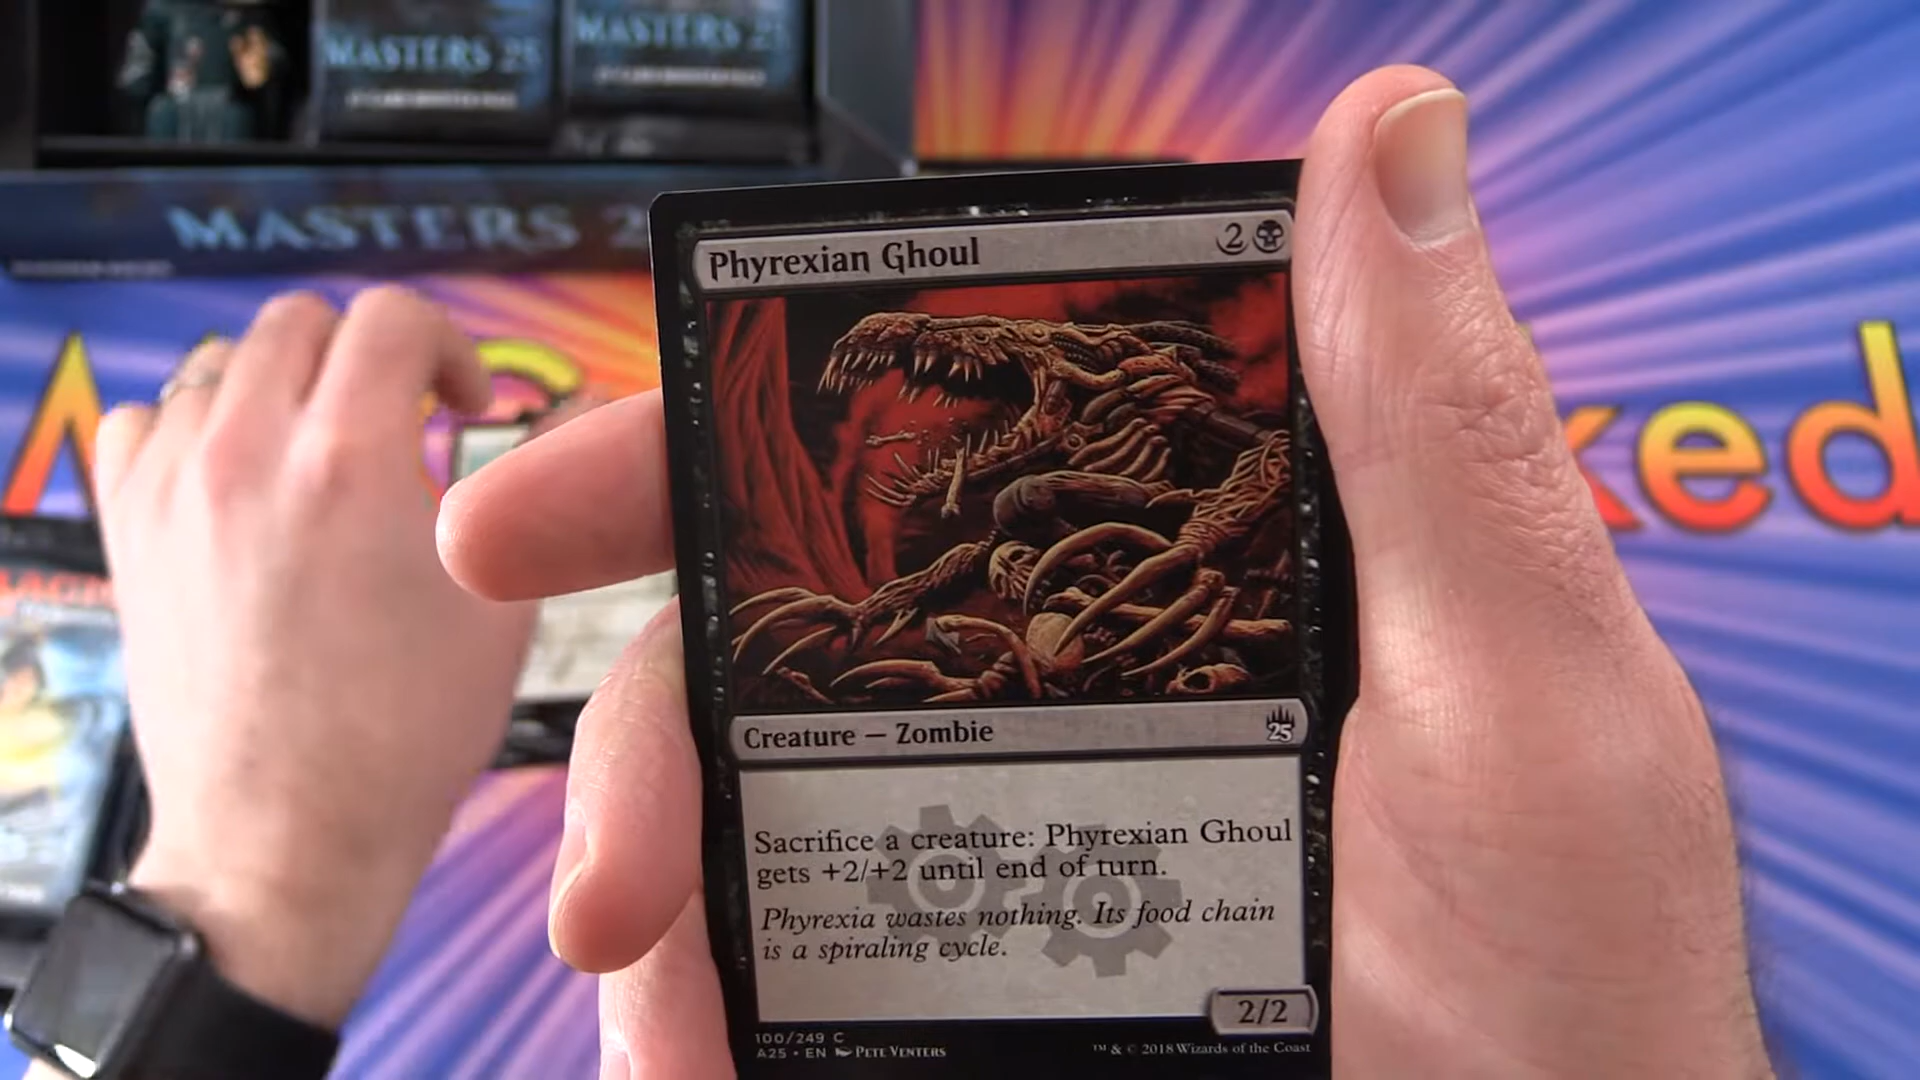 MASTERS 25
MASTERS 25
MASTERS 2
Phyrexian Ghoul
2
Creature — Zombie
25
Sacrifice a creature: Phyrexian Ghoul
gets +2/+2 until end of turn.
Phyrexia wastes nothing. Its food chain
is a spiraling cycle.
2/2
100/249 C
A25 • EN PETE VENTERS
™ & © 2018 Wizards of the Coast
ked